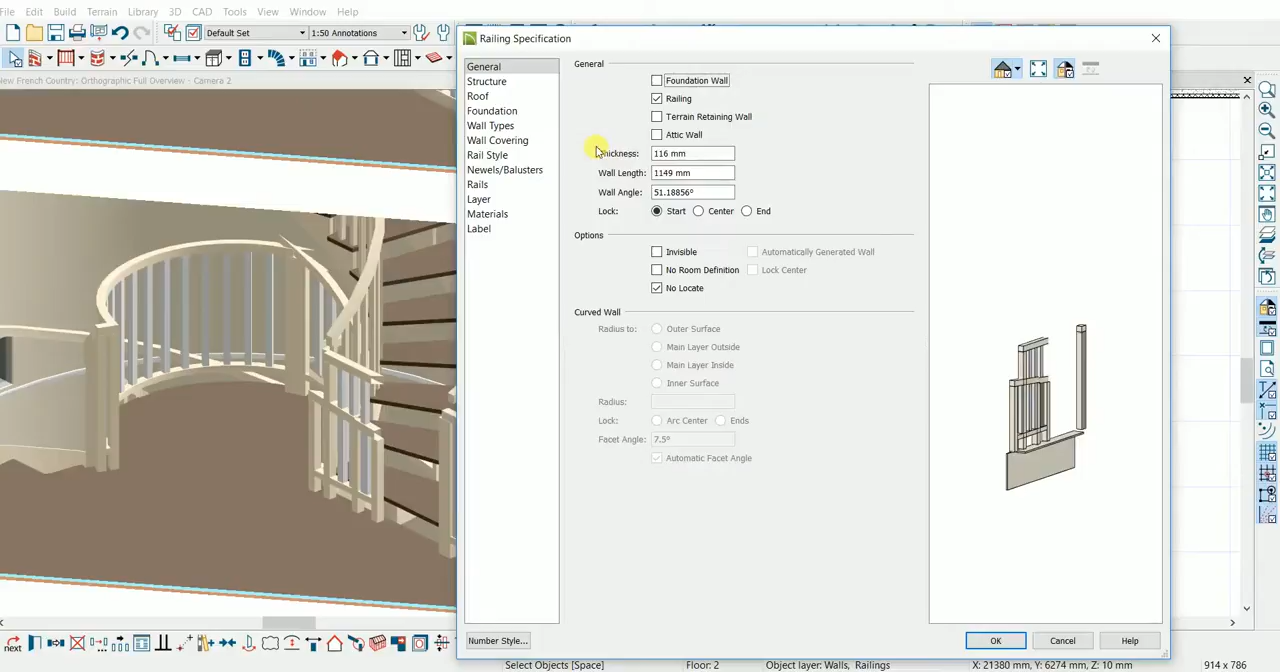 File Edit Build Terrain Library 3D CAD Tools View Window Help
Default Set
1:50 Annotations
New French Country: Orthographic Full Overview - Camera 2
Railing Specification
General
Structure
Roof
Foundation
Wall Types
Wall Covering
Rail Style
Newels/Balusters
Rails
Layer
Materials
Label
General
Foundation Wall
Railing
Terrain Retaining Wall
Attic Wall
Thickness: 116 mm
Wall Length: 1149 mm
Wall Angle: 51.18856°
Lock: Start Center End
Options
Invisible Automatically Generated Wall
No Room Definition Lock Center
No Locate
Curved Wall
Radius to: Outer Surface
Main Layer Outside
Main Layer Inside
Inner Surface
Radius:
Lock: Arc Center Ends
Facet Angle: 7.5°
Automatic Facet Angle
Number Style... OK Cancel Help
next
Select Objects [Space] Floor: 2 Object layer: Walls, Railings X: 21380 mm, Y: 6274 mm, Z: 10 mm 914 x 786